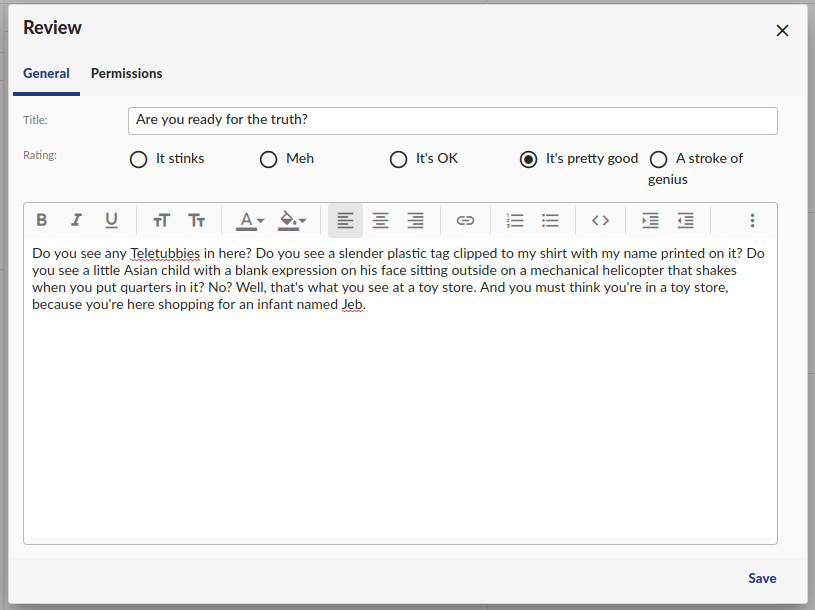 Review
General Permissions
Title: Are you ready for the truth?
Rating: It stinks Meh It's OK It's pretty good A stroke of
genius
B I U TT TT A
Do you see any Teletubbies in here? Do you see a slender plastic tag clipped to my shirt with my name printed on it? Do
you see a little Asian child with a blank expression on his face sitting outside on a mechanical helicopter that shakes
when you put quarters in it? No? Well, that's what you see at a toy store. And you must think you're in a toy store,
because you're here shopping for an infant named Jeb.
Save